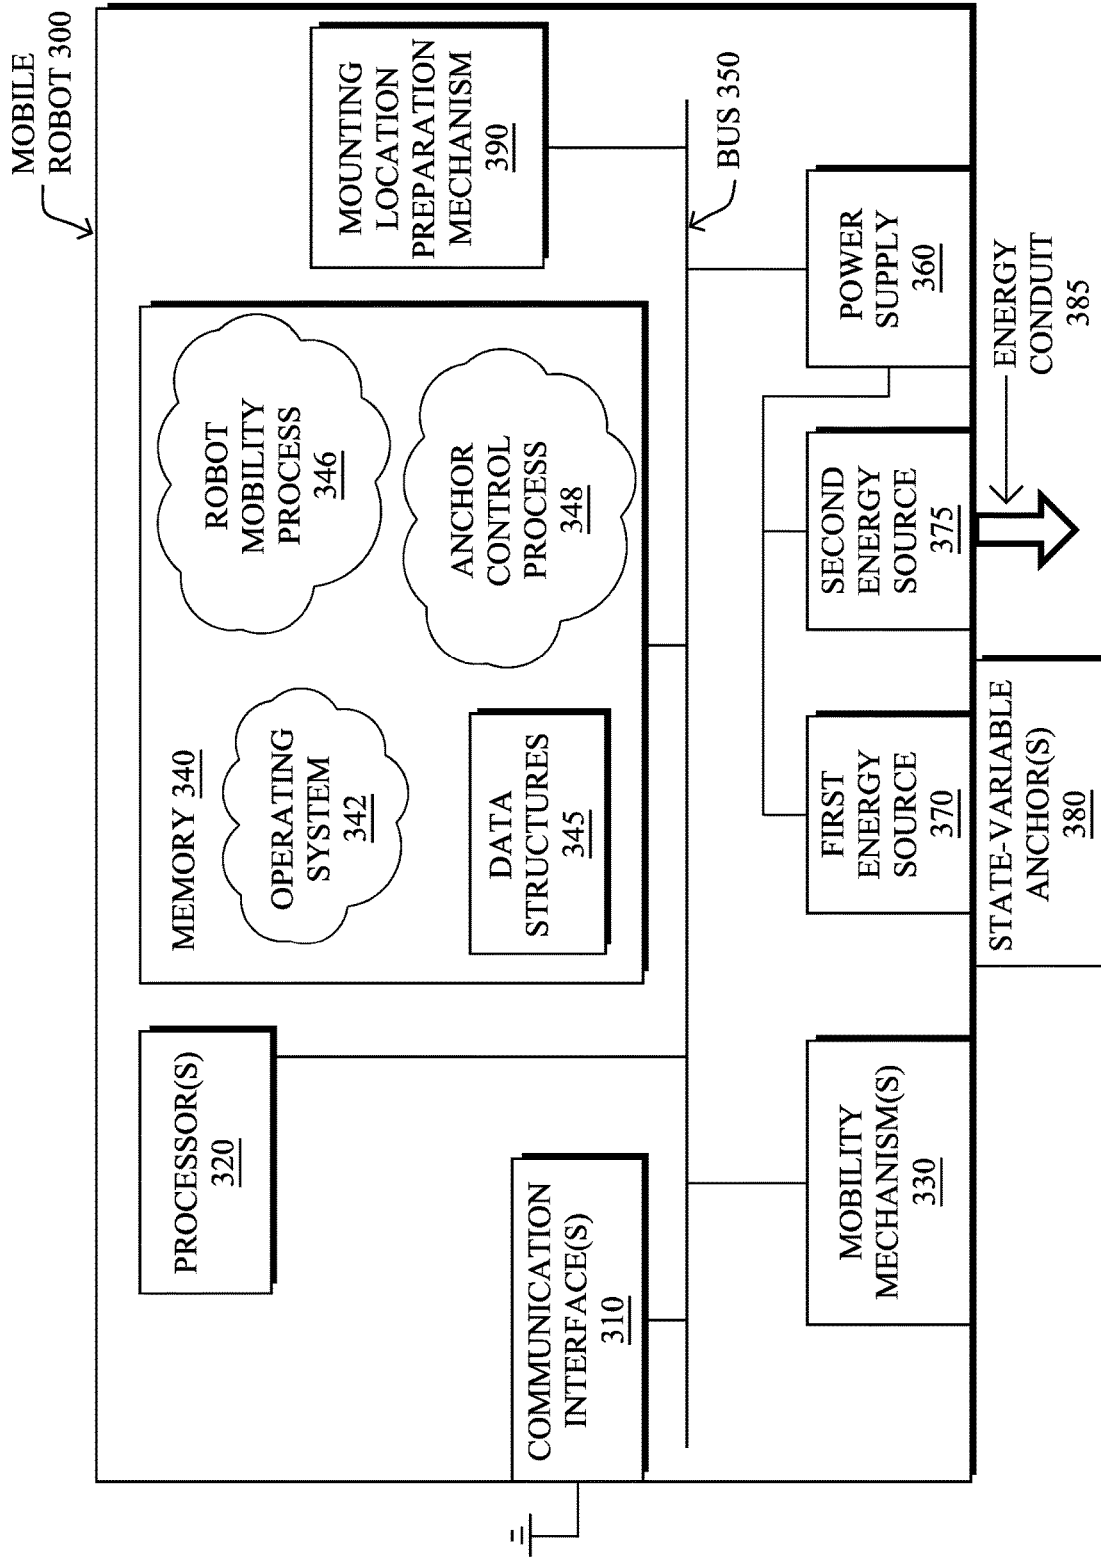 MOBILE
ROBOT 300
PROCESSOR(S)
320
COMMUNICATION
INTERFACE(S)
310
MEMORY 340
OPERATING
SYSTEM
342
DATA
STRUCTURES
345
ROBOT
MOBILITY
PROCESS
346
ANCHOR
CONTROL
PROCESS
348
MOUNTING
LOCATION
PREPARATION
MECHANISM
390
BUS 350
MOBILITY
MECHANISM(S)
330
FIRST
ENERGY
SOURCE
370
SECOND
ENERGY
SOURCE
375
POWER
SUPPLY
360
STATE-VARIABLE
ANCHOR(S)
380
ENERGY
CONDUIT
385